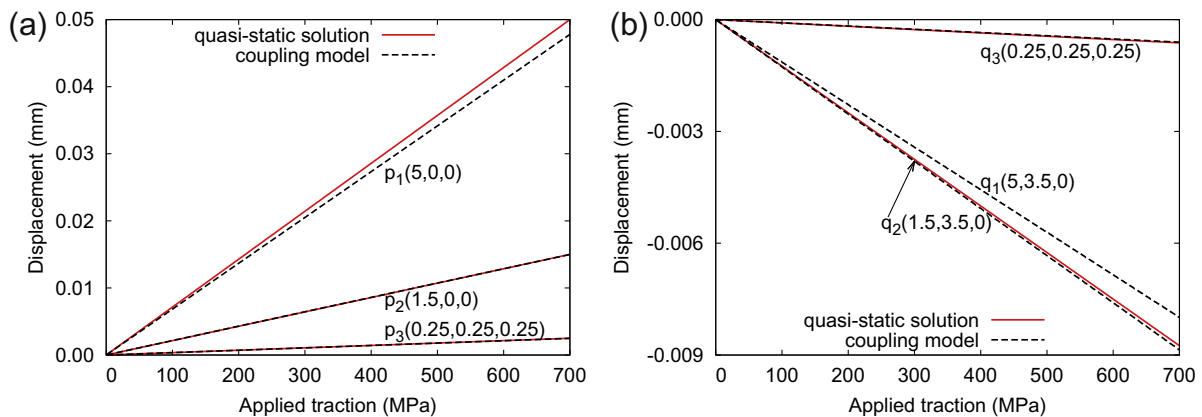 (a)
0.05
0.04
0.03
0.02
0.01
0.00
Displacement (mm)
quasi-static solution
coupling model
p1(5,0,0)
p2(1.5,0,0)
p3(0.25,0.25,0.25)
0 100 200 300 400 500 600 700
Applied traction (MPa)
(b)
0.000
-0.003
-0.006
-0.009
Displacement (mm)
q3(0.25,0.25,0.25)
q1(5,3.5,0)
q2(1.5,3.5,0)
quasi-static solution
coupling model
0 100 200 300 400 500 600 700
Applied traction (MPa)